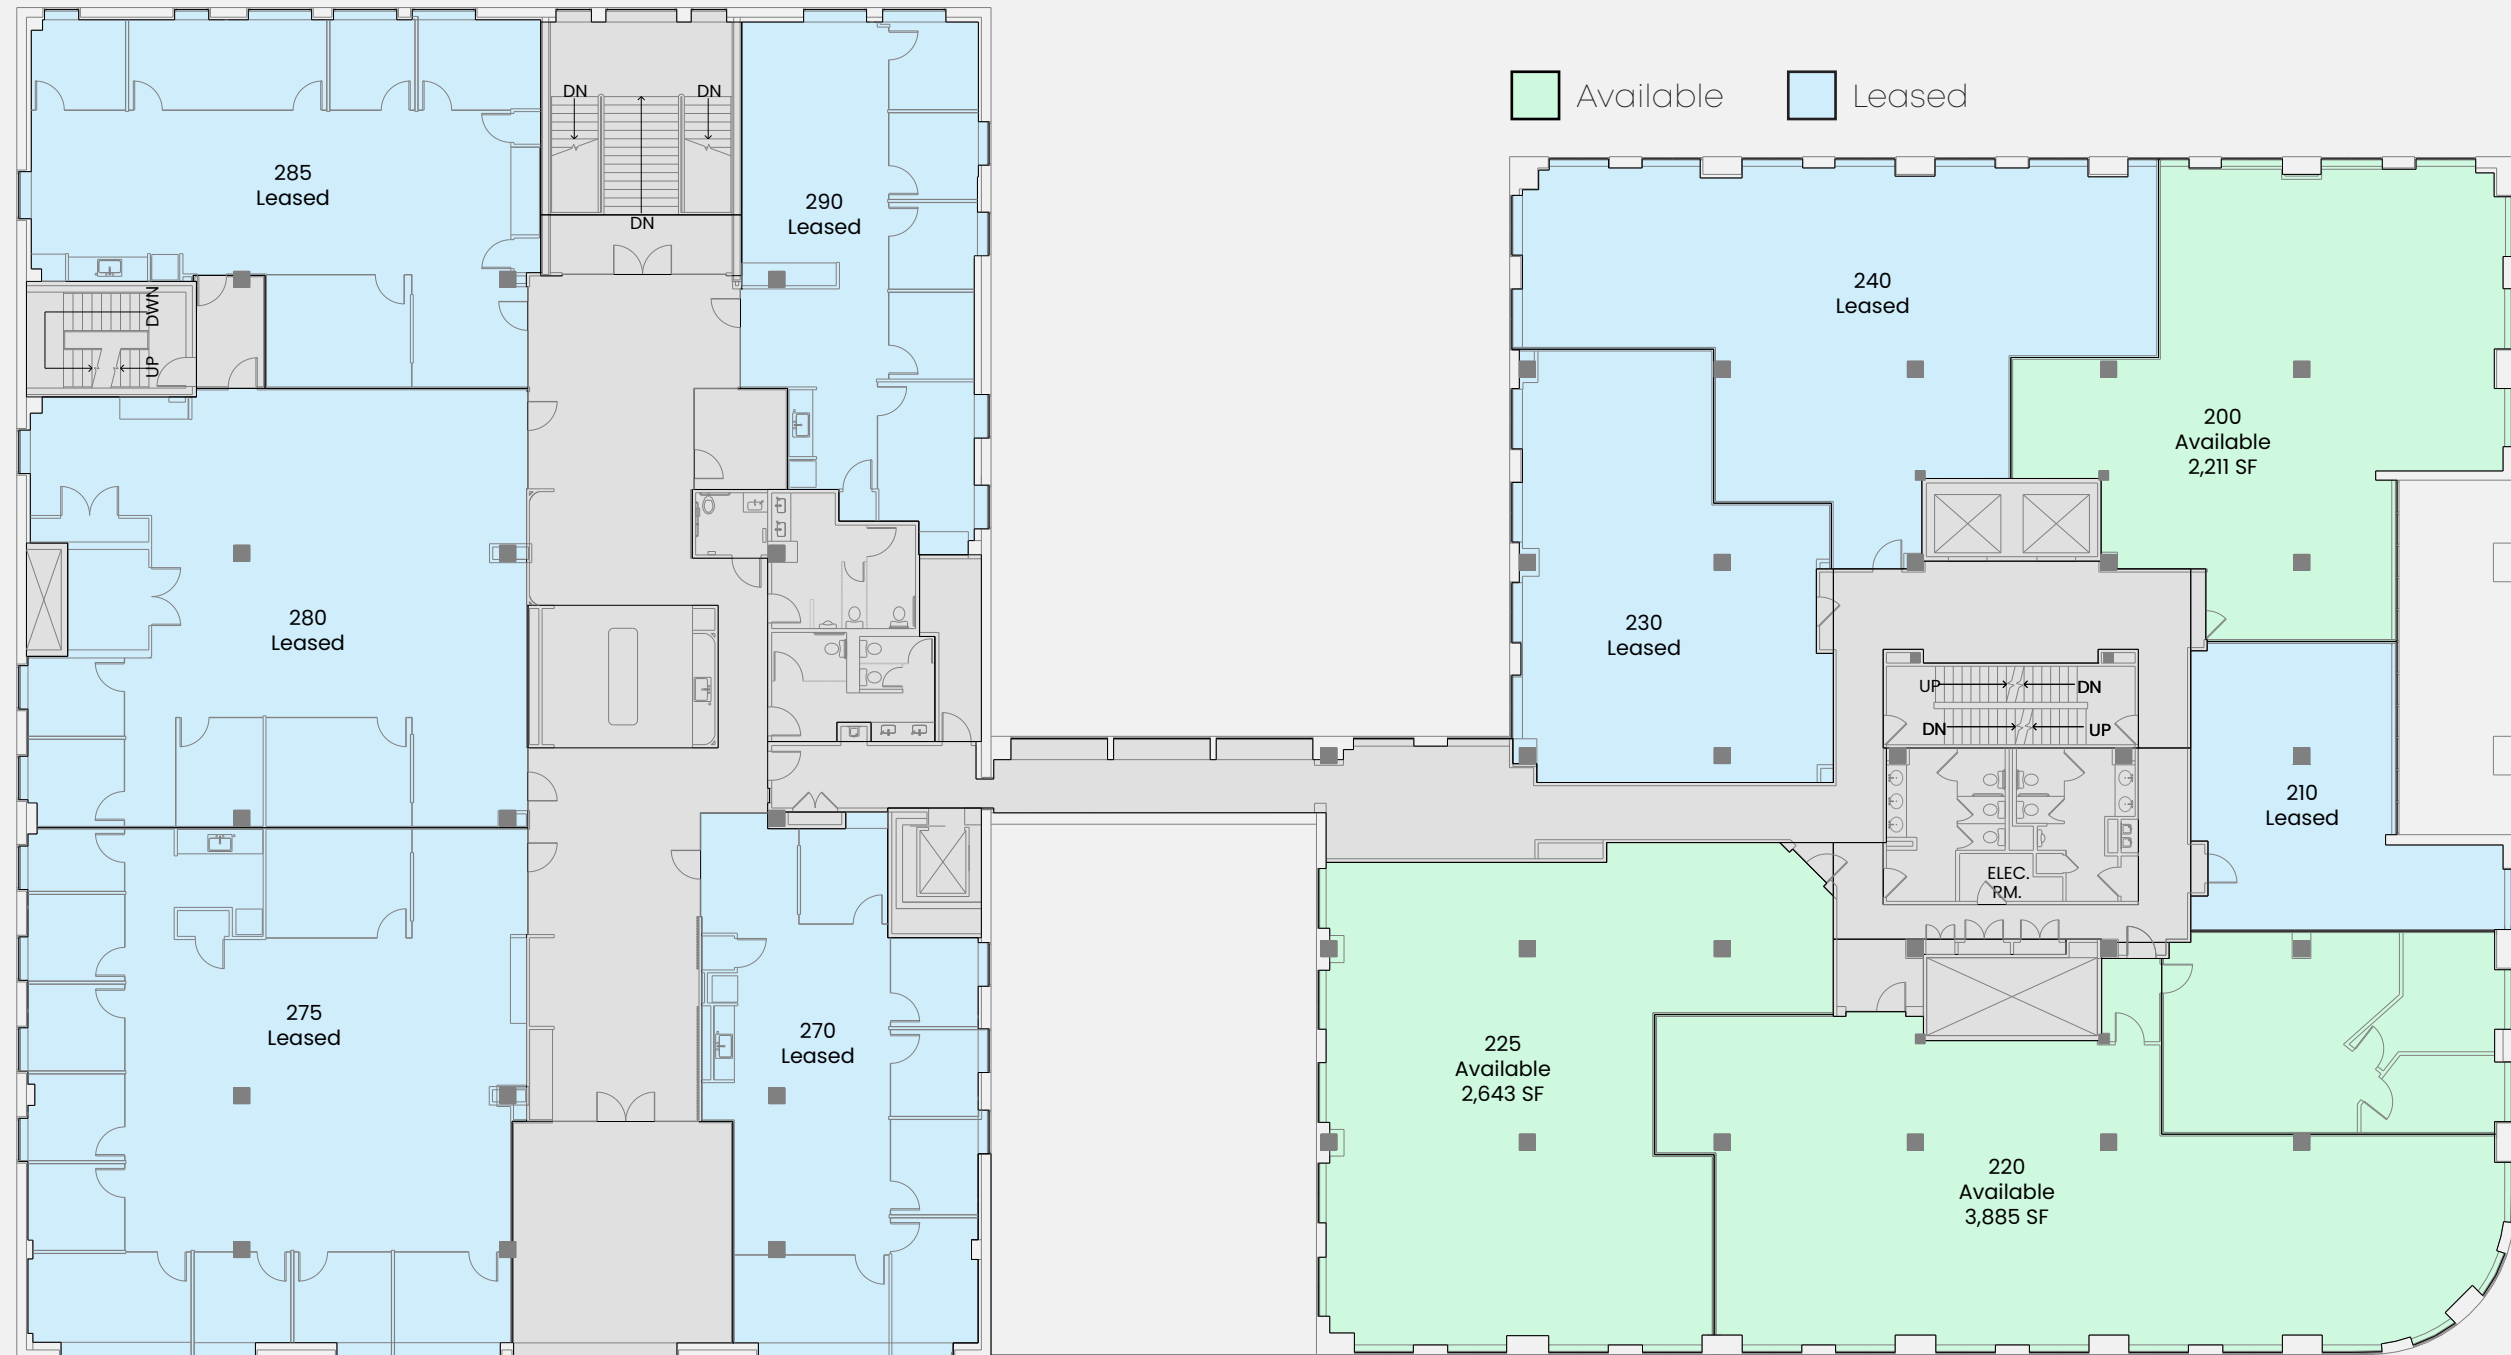 Available
Leased
DN
DN
DN
285
Leased
290
Leased
DWN
UP
240
Leased
200
Available
2,211 SF
280
Leased
230
Leased
UP
DN
DN
UP
210
Leased
ELEC.
RM.
275
Leased
270
Leased
225
Available
2,643 SF
220
Available
3,885 SF